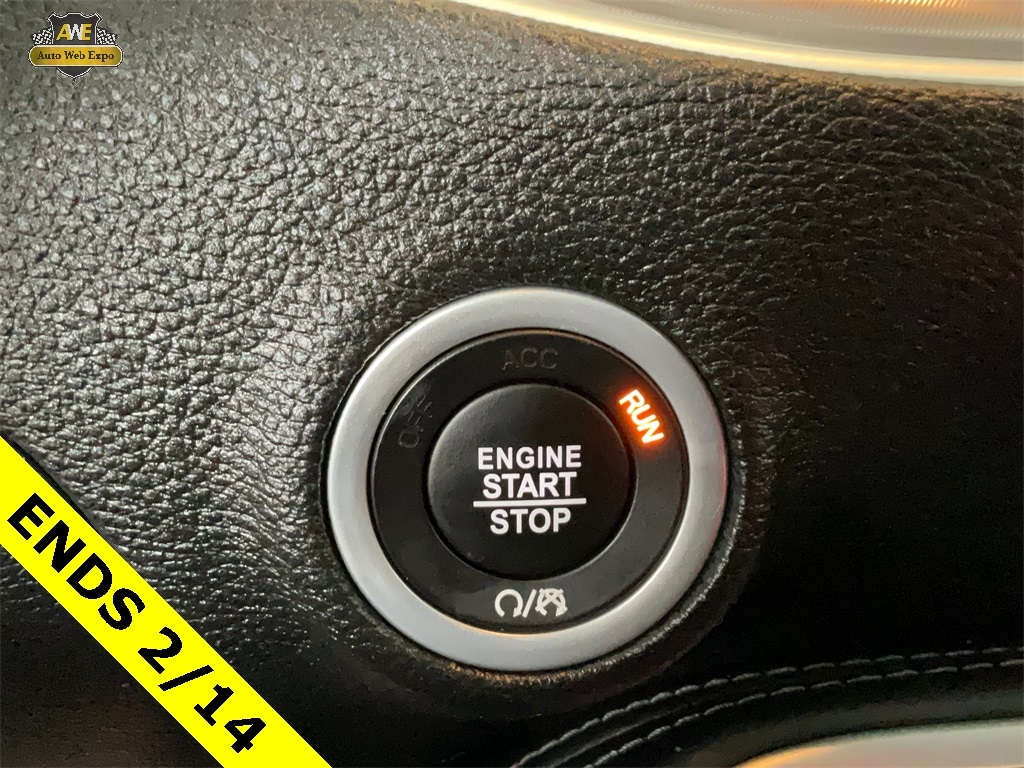 AWE
Auto Web Expo
ACC
OFF
RUN
ENGINE
START
STOP
ENDS 2/14